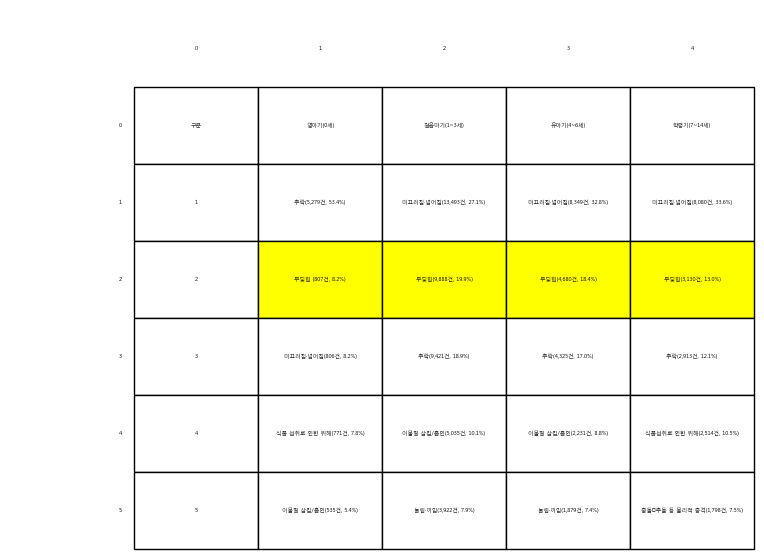 0 1 2 3 4
0 구분 영아기(0세) 걸음마기(1~3세) 유아기(4~6세) 학령기(7~14세)
1 1 추락(5,279건, 53.4%) 미끄러짐·넘어짐(13,493건, 27.1%) 미끄러짐·넘어짐(8,349건, 32.8%) 미끄러짐·넘어짐(8,080건, 33.6%)
2 2 부딪힘 (807건, 8.2%) 부딪힘(9,888건, 19.9%) 부딪힘(4,680건, 18.4%) 부딪힘(3,130건, 13.0%)
3 3 미끄러짐·넘어짐(806건, 8.2%) 추락(9,421건, 18.9%) 추락(4,325건, 17.0%) 추락(2,913건, 12.1%)
4 4 식품 섭취로 인한 위해(771건, 7.8%) 이물질 삼킴/흡인(5,035건, 10.1%) 이물질 삼킴/흡인(2,231건, 8.8%) 식품섭취로 인한 위해(2,514건, 10.5%)
5 5 이물질 삼킴/흡인(535건, 5.4%) 눌림·끼임(3,922건, 7.9%) 눌림·끼임(1,879건, 7.4%) 충돌□추돌 등 물리적 충격(1,798건, 7.5%)